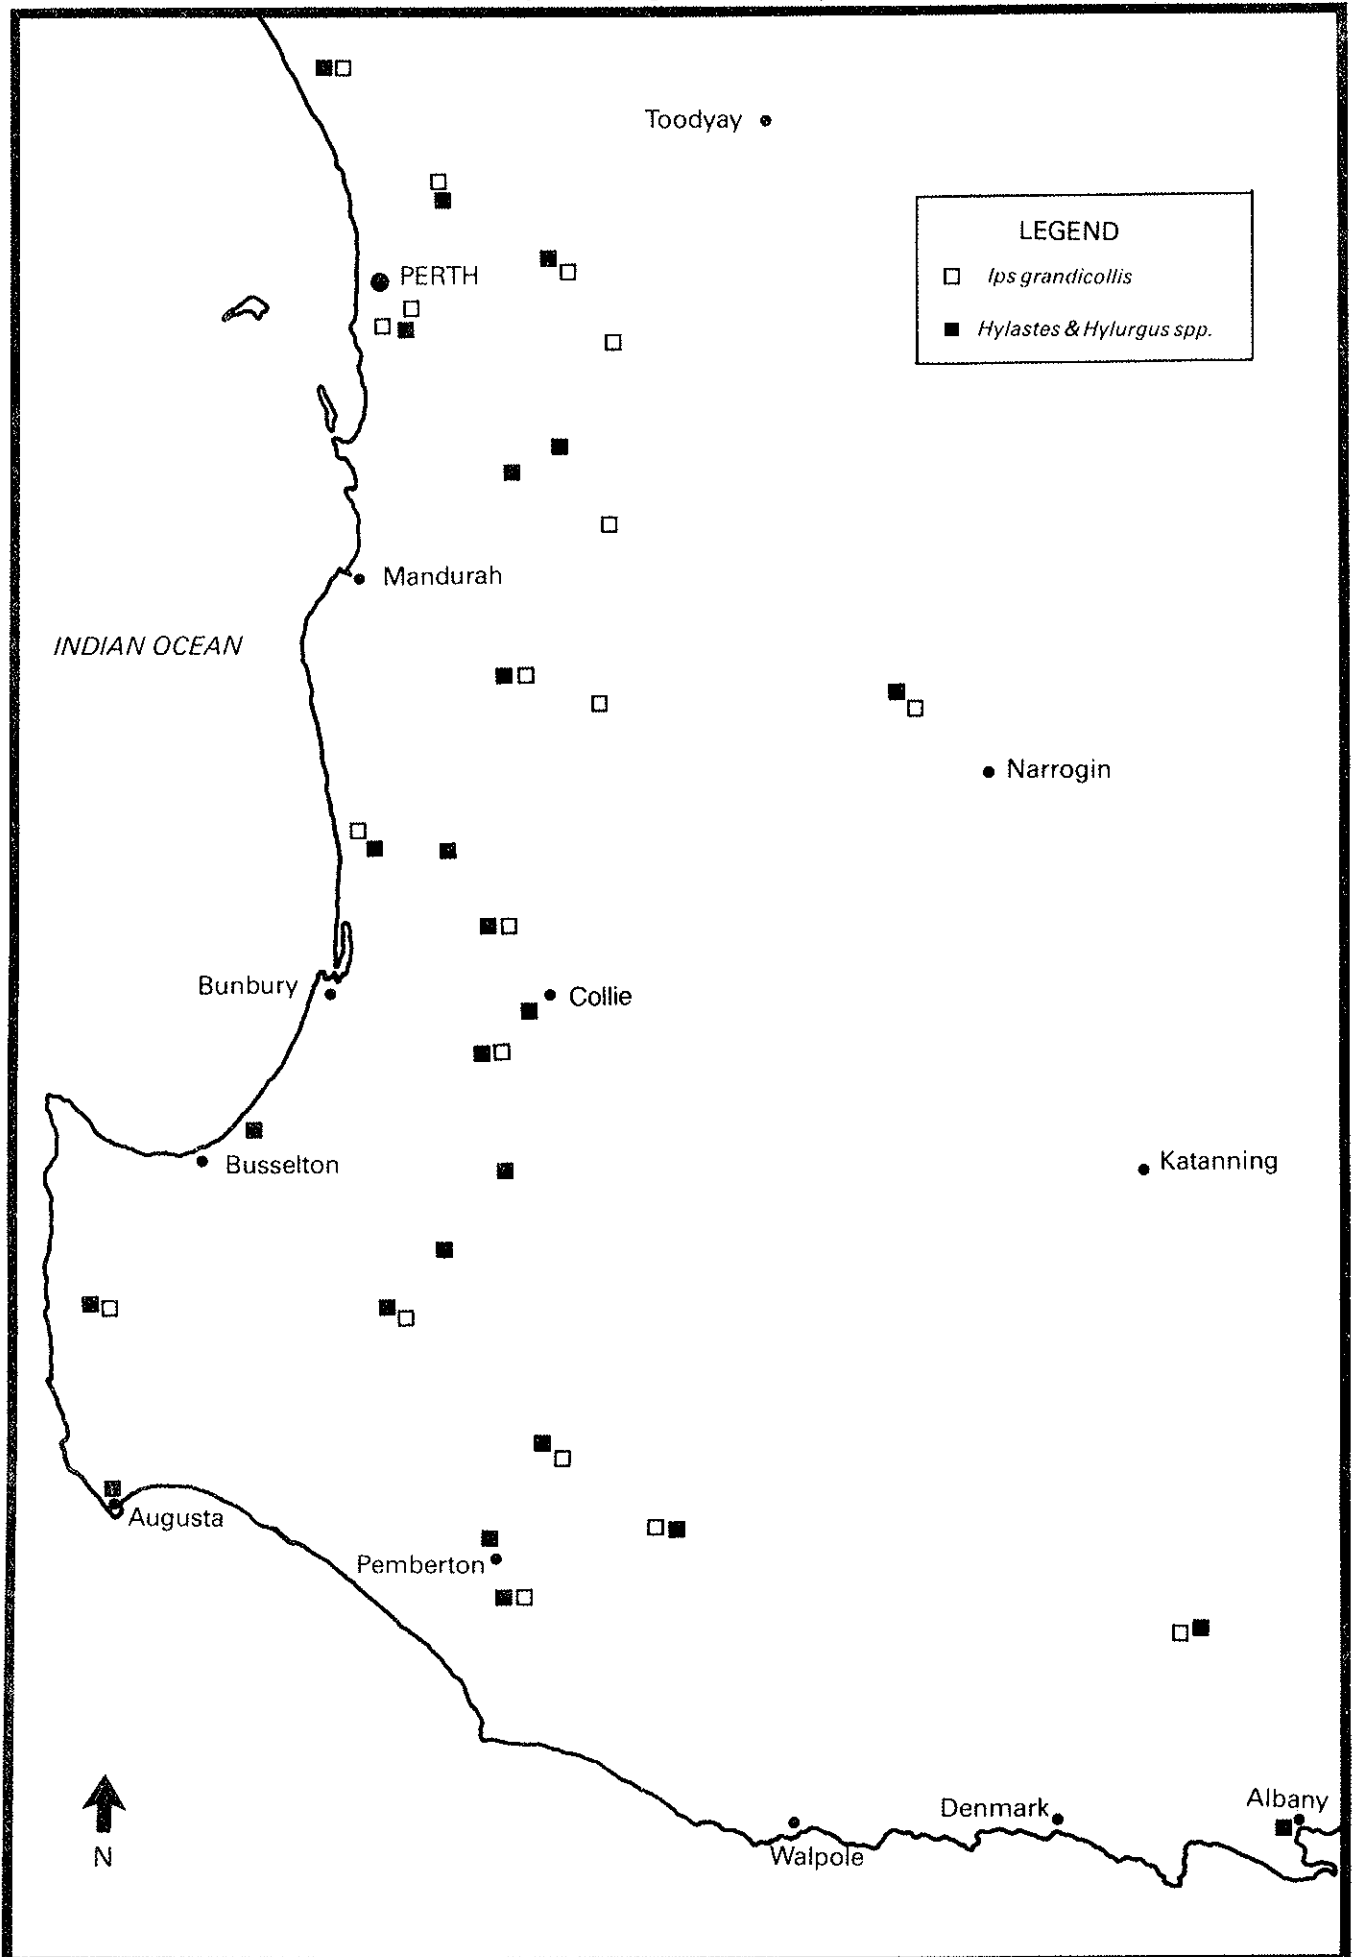 Toodyay
LEGEND
Ips grandicollis
Hylastes & Hylurgus spp.
PERTH
Mandurah
INDIAN OCEAN
Narrogin
Bunbury
Collie
Busselton
Katanning
Augusta
Pemberton
Denmark
Albany
Walpole
N